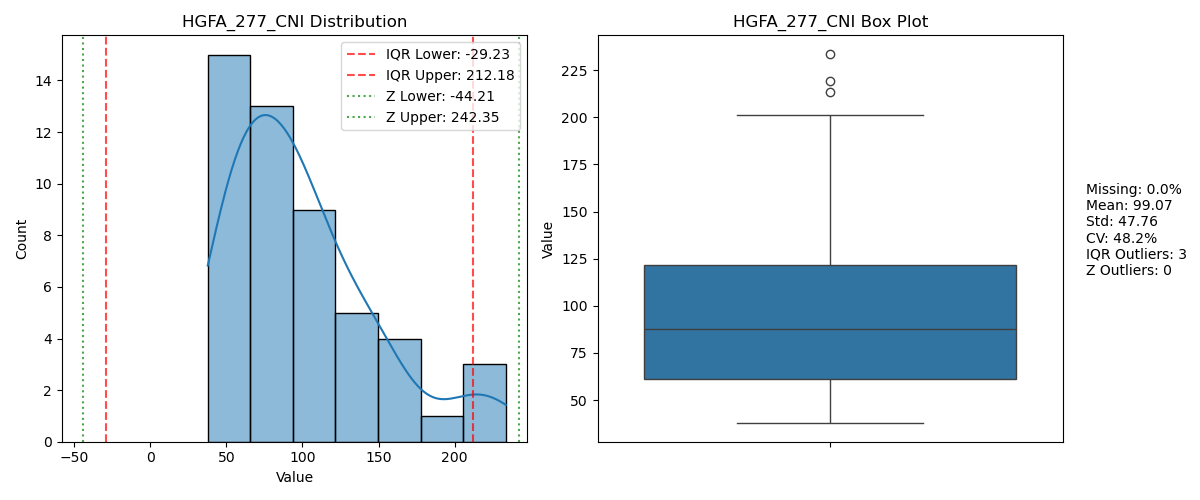 HGFA_277_CNI Distribution
IQR Lower: -29.23
IQR Upper: 212.18
Z Lower: -44.21
Z Upper: 242.35
Count
14
12
10
8
6
4
2
0
−50
0
50
100
150
200
Value
HGFA_277_CNI Box Plot
Value
225
200
175
150
125
100
75
50
Missing: 0.0%
Mean: 99.07
Std: 47.76
CV: 48.2%
IQR Outliers: 3
Z Outliers: 0